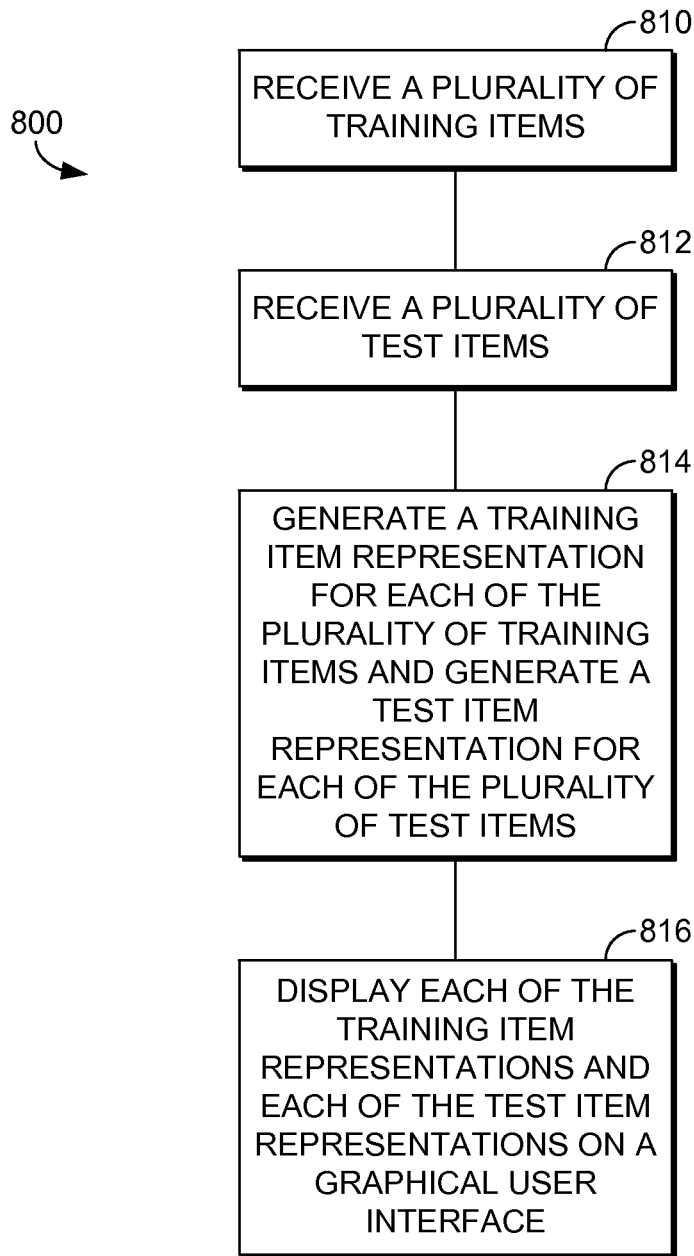 810
RECEIVE A PLURALITY OF
TRAINING ITEMS
800
812
RECEIVE A PLURALITY OF
TEST ITEMS
814
GENERATE A TRAINING
ITEM REPRESENTATION
FOR EACH OF THE
PLURALITY OF TRAINING
ITEMS AND GENERATE A
TEST ITEM
REPRESENTATION FOR
EACH OF THE PLURALITY
OF TEST ITEMS
816
DISPLAY EACH OF THE
TRAINING ITEM
REPRESENTATIONS AND
EACH OF THE TEST ITEM
REPRESENTATIONS ON A
GRAPHICAL USER
INTERFACE